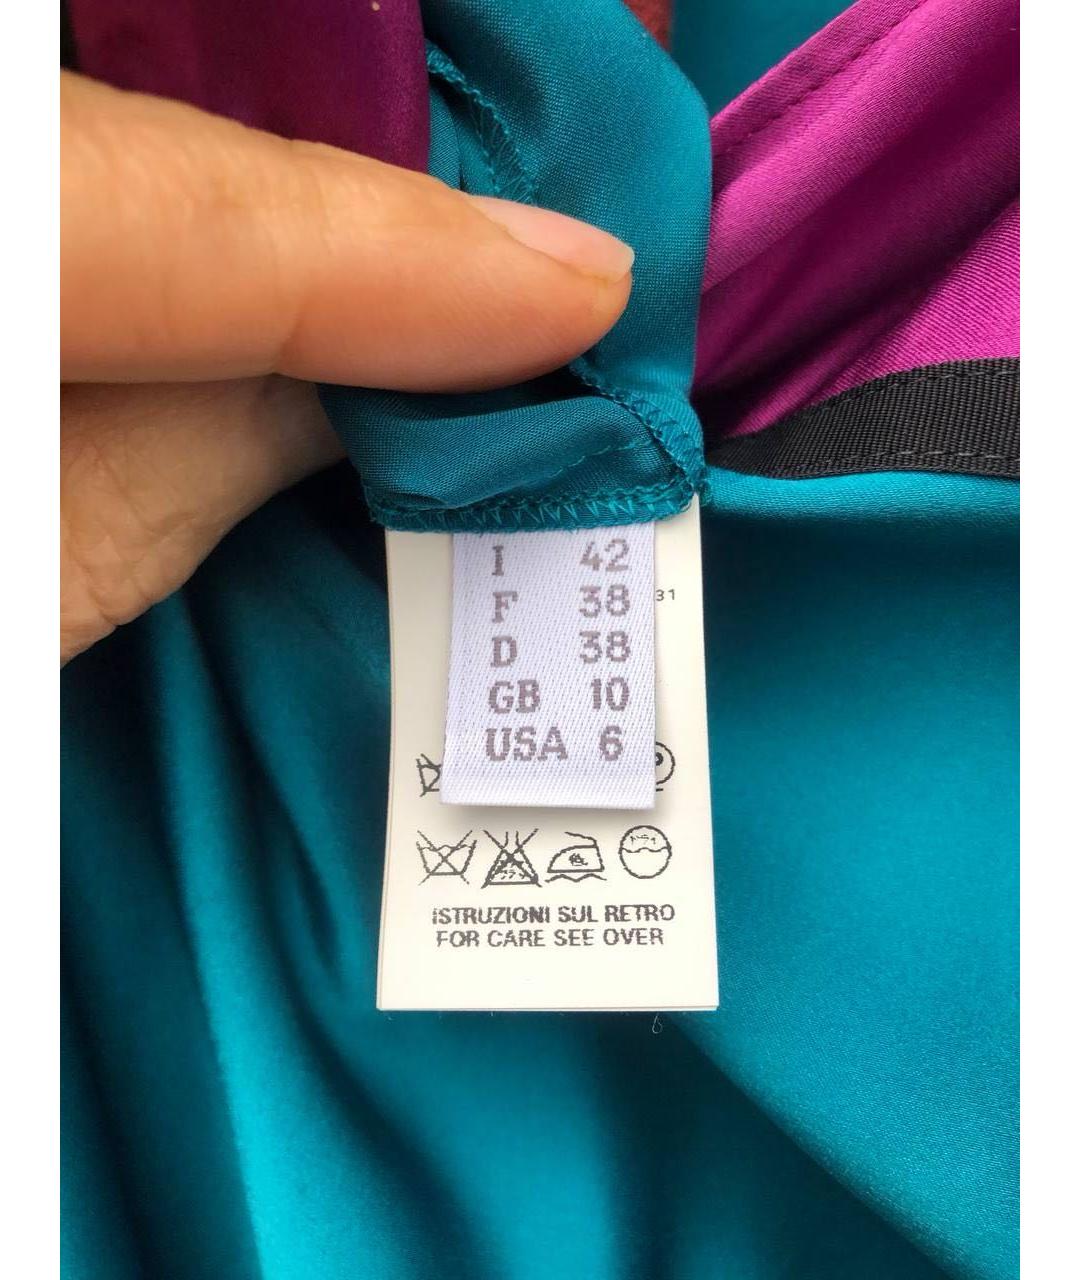 I 42
F 38
31
D 38
GB 10
USA 6
P
ISTRUZIONI SUL RETRO
FOR CARE SEE OVER